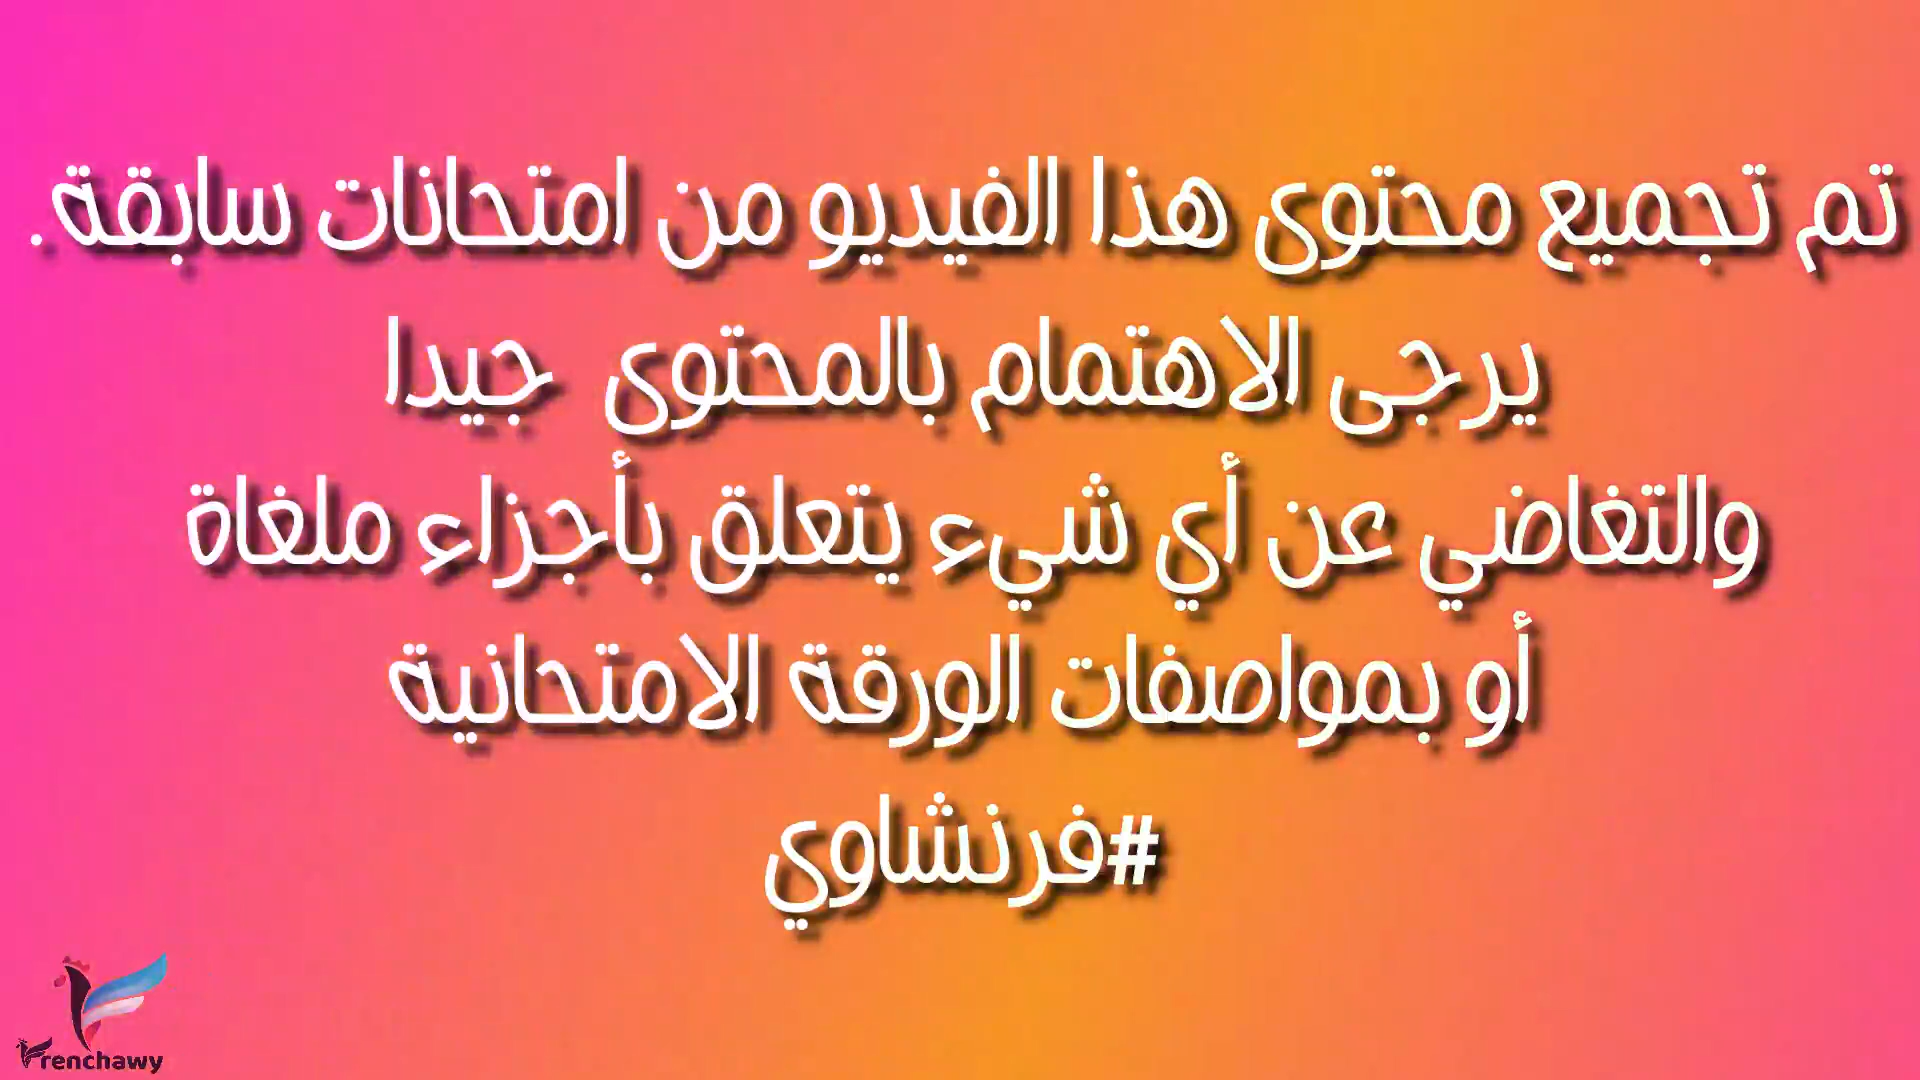 تم تجميع محتوى هذا الفيديو من امتحانات سابقة.
يرجى الاهتمام بالمحتوى جيدا
والتغاضي عن أي شيء يتعلق بأجزاء ملغاة
أو بمواصفات الورقة الامتحانية
#فرنشاوي
Frenchawy